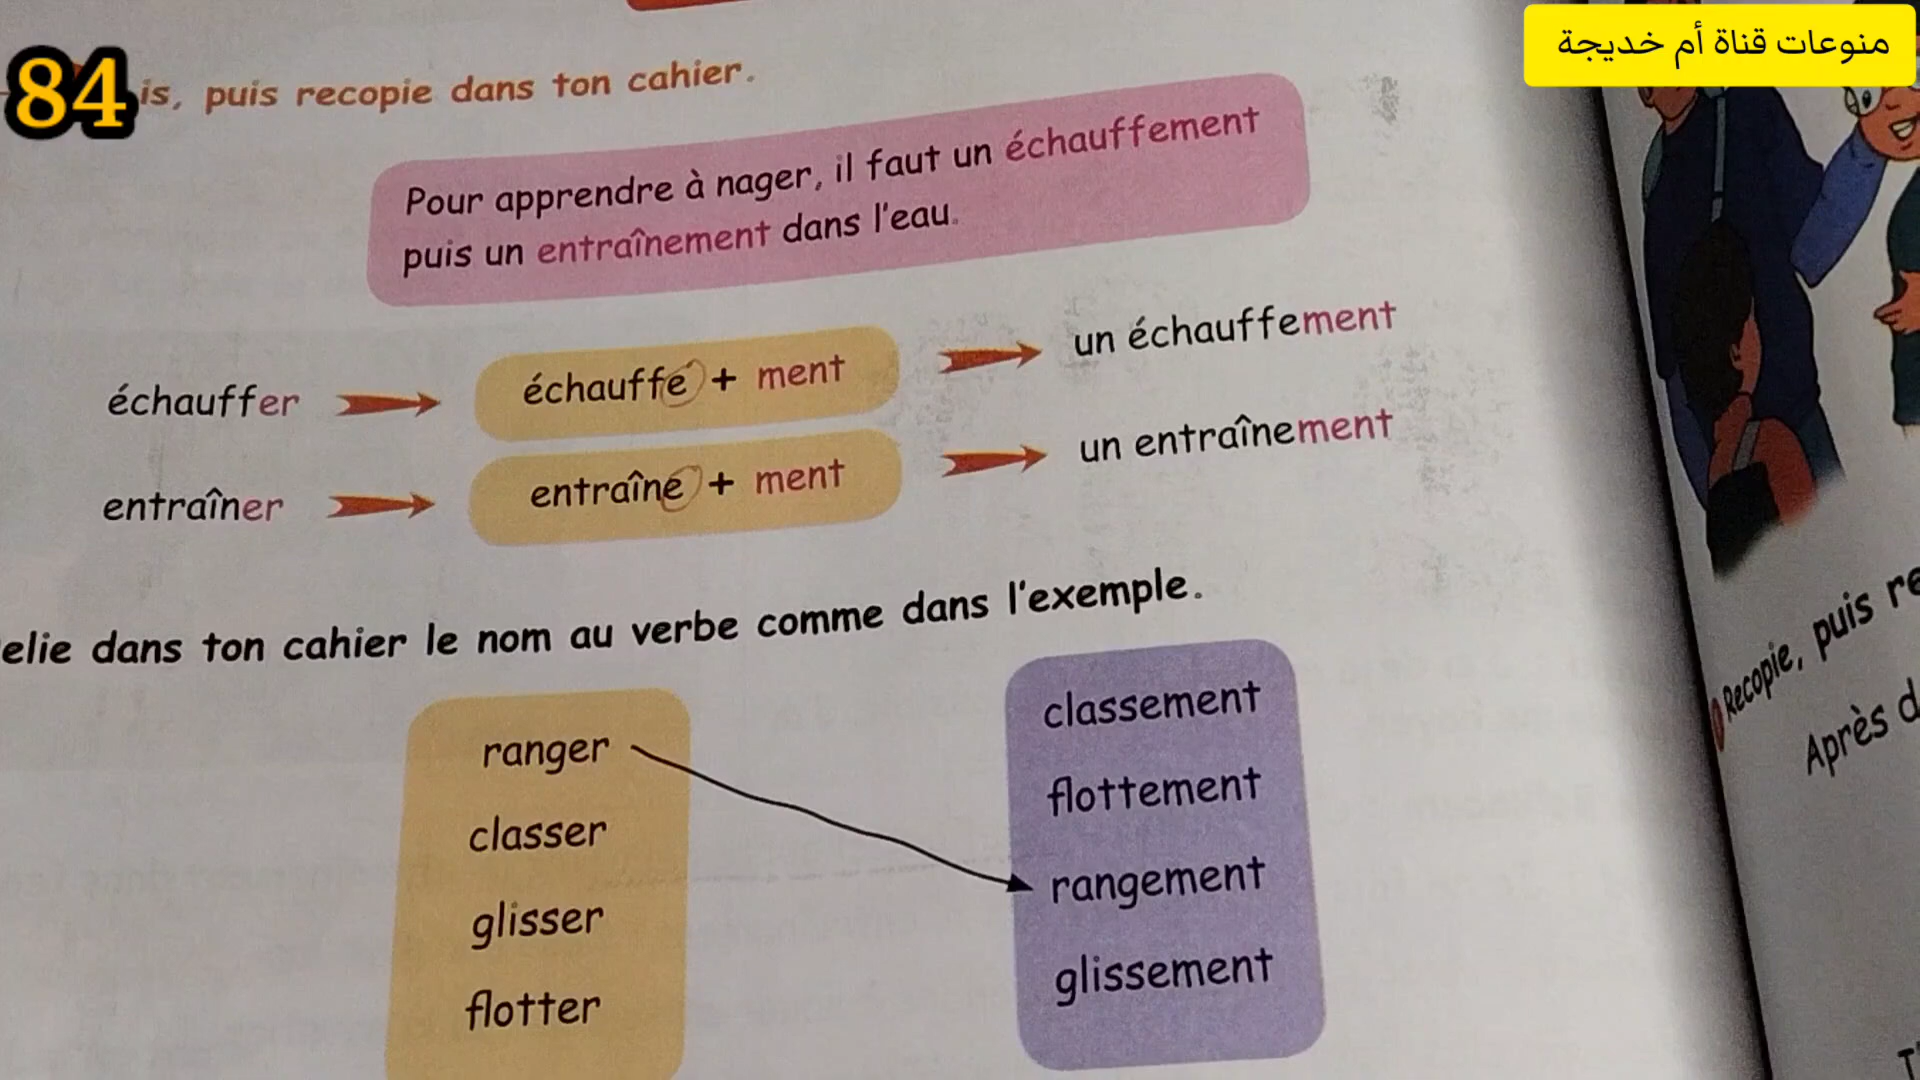 منوعات قناة أم خديجة
84
is, puis recopie dans ton cahier.
Pour apprendre à nager, il faut un échauffement
puis un entraînement dans l'eau.
échauffer échauffe + ment un échauffement
entraîner entraîne + ment un entraînement
elie dans ton cahier le nom au verbe comme dans l'exemple.
ranger
classer
glisser
flotter
classement
flottement
rangement
glissement
Recopie, puis re
Après d